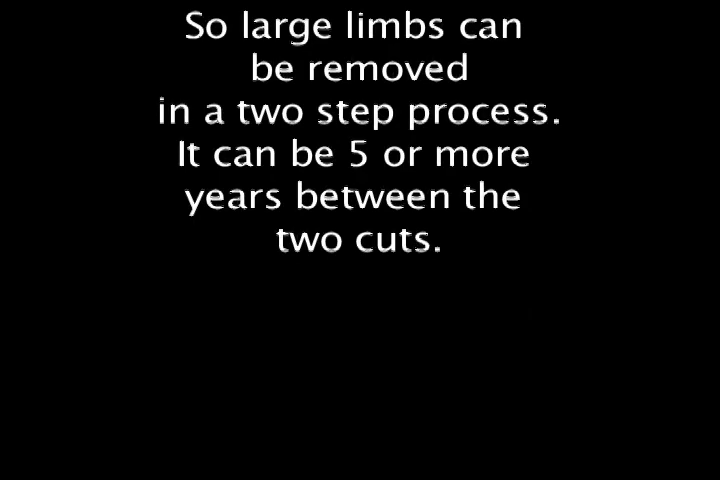 So large limbs can
be removed
in a two step process.
It can be 5 or more
years between the
two cuts.